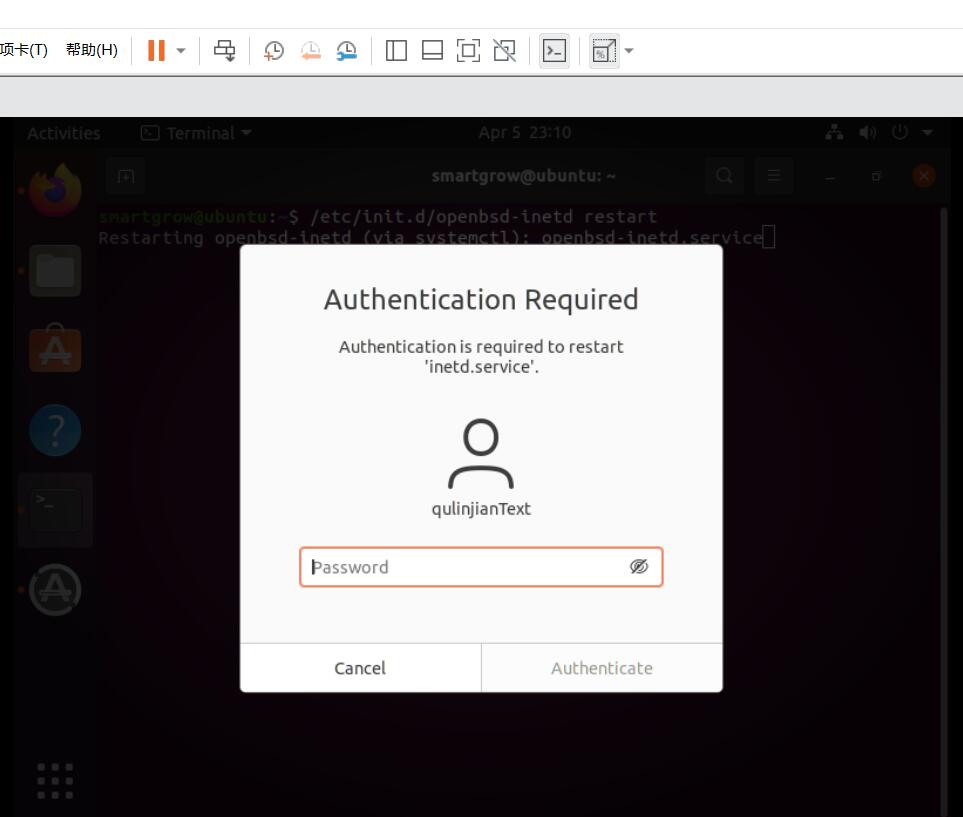 项卡(T) 帮助(H)
Activities Terminal Apr 5 23:10
smartgrow@ubuntu: ~
smartgrow@ubuntu:~$ /etc/init.d/openbsd-inetd restart
Restarting openbsd-inetd (via systemctl): openbsd-inetd.service
Authentication Required
Authentication is required to restart
'inetd.service'.
qulinjianText
Password
Cancel Authenticate